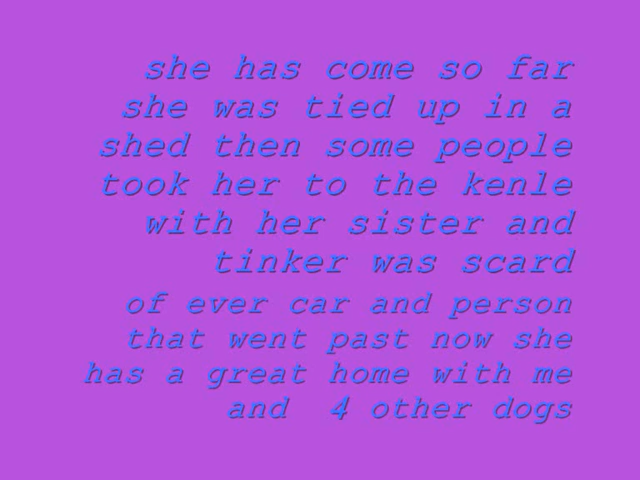 she has come so far
she was tied up in a
shed then some people
took her to the kenle
with her sister and
tinker was scard
of ever car and person
that went past now she
has a great home with me
and  4 other dogs